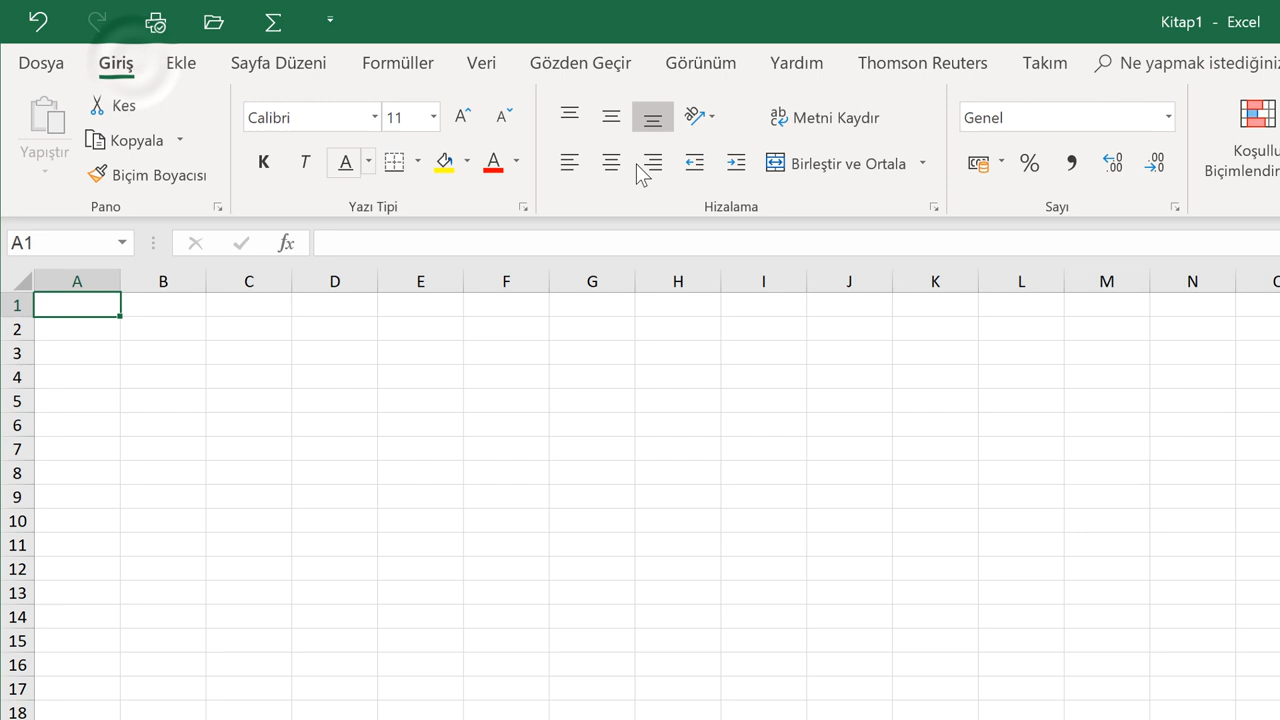 Kitap1 - Excel
Dosya Giriş Ekle Sayfa Düzeni Formüller Veri Gözden Geçir Görünüm Yardım Thomson Reuters Takım Ne yapmak istediğiniz
Yapıştır
Kes
Kopyala
Biçim Boyacısı
Pano
Calibri 11
K T A A
Yazı Tipi
ab Metni Kaydır
Birleştir ve Ortala
Hizalama
Genel
%
Sayı
Koşullu
Biçimlendir
A1 fx
A B C D E F G H I J K L M N
1
2
3
4
5
6
7
8
9
10
11
12
13
14
15
16
17
18